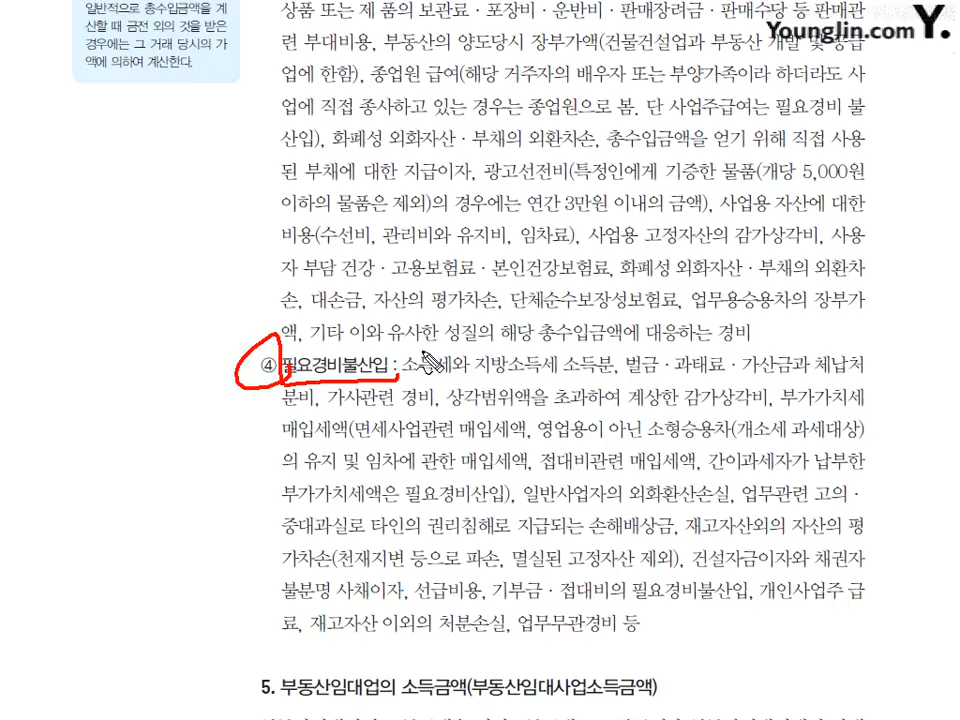 일반적으로 총수입금액을 계
산할 때 금전 외의 것을 받은
경우에는 그 거래 당시의 가
액에 의하여 계산한다.
Younglin.com Y.
상품 또는 제 품의 보관료 · 포장비 · 운반비 · 판매장려금 · 판매수당 등 판매관
련 부대비용, 부동산의 양도당시 장부가액(건물건설업과 부동산 개발 및 공급
업에 한함), 종업원 급여(해당 거주자의 배우자 또는 부양가족이라 하더라도 사
업에 직접 종사하고 있는 경우는 종업원으로 봄. 단 사업주급여는 필요경비 불
산입), 화폐성 외화자산 · 부채의 외환차손, 총수입금액을 얻기 위해 직접 사용
된 부채에 대한 지급이자, 광고선전비(특정인에게 기증한 물품(개당 5,000원
이하의 물품은 제외)의 경우에는 연간 3만원 이내의 금액), 사업용 자산에 대한
비용(수선비, 관리비와 유지비, 임차료), 사업용 고정자산의 감가상각비, 사용
자 부담 건강 · 고용보험료 · 본인건강보험료, 화폐성 외화자산 · 부채의 외환차
손, 대손금, 자산의 평가차손, 단체순수보장성보험료, 업무용승용차의 장부가
액, 기타 이와 유사한 성질의 해당 총수입금액에 대응하는 경비
④ 필요경비불산입 : 소득세와 지방소득세 소득분, 벌금 · 과태료 · 가산금과 체납처
분비, 가사관련 경비, 상각범위액을 초과하여 계상한 감가상각비, 부가가치세
매입세액(면세사업관련 매입세액, 영업용이 아닌 소형승용차(개소세 과세대상)
의 유지 및 임차에 관한 매입세액, 접대비관련 매입세액, 간이과세자가 납부한
부가가치세액은 필요경비산입), 일반사업자의 외화환산손실, 업무관련 고의 ·
중대과실로 타인의 권리침해로 지급되는 손해배상금, 재고자산외의 자산의 평
가차손(천재지변 등으로 파손, 멸실된 고정자산 제외), 건설자금이자와 채권자
불분명 사채이자, 선급비용, 기부금 · 접대비의 필요경비불산입, 개인사업주 급
료, 재고자산 이외의 처분손실, 업무무관경비 등
5. 부동산임대업의 소득금액(부동산임대사업소득금액)